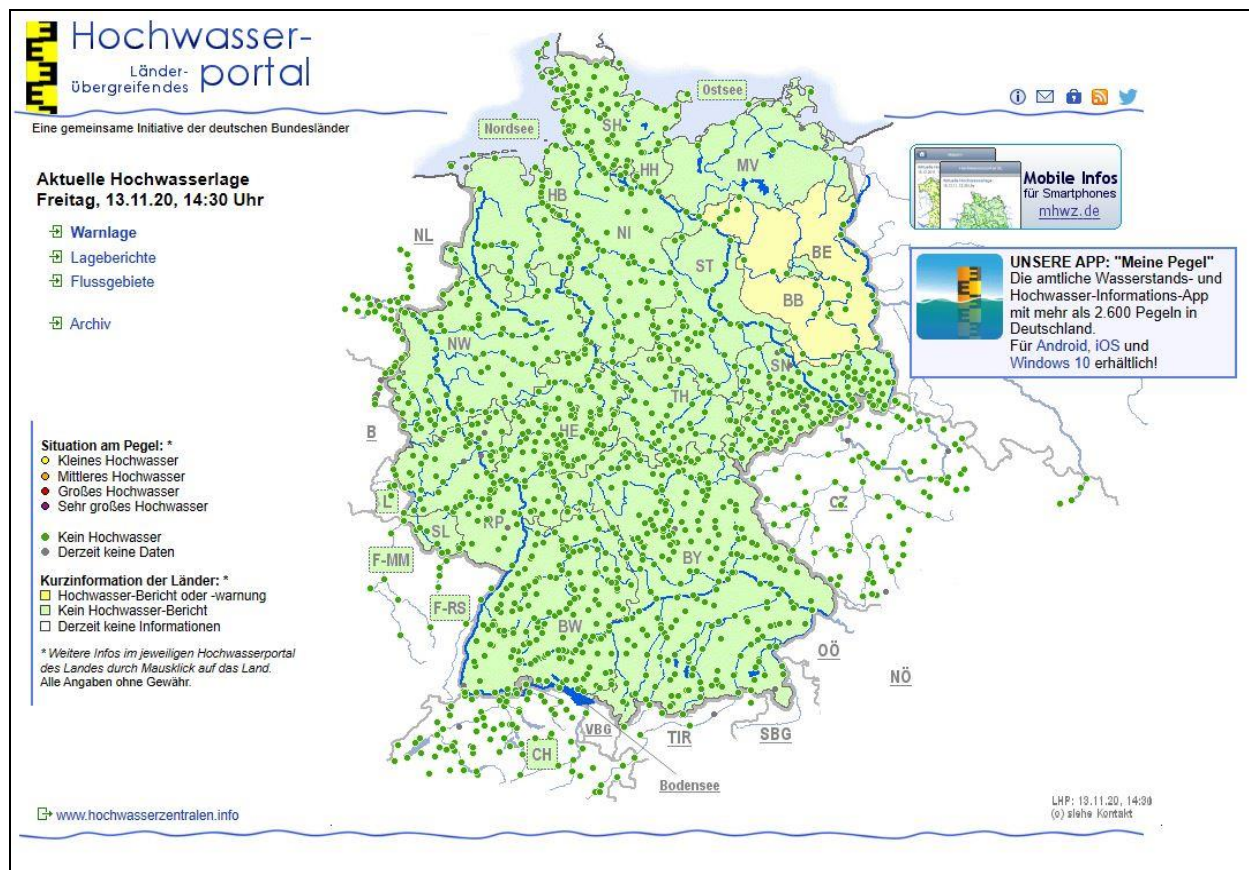 Hochwasser-
Länder-
übergreifendes portal
Eine gemeinsame Initiative der deutschen Bundesländer
Aktuelle Hochwasserlage
Freitag, 13.11.20, 14:30 Uhr
Warnlage
Lageberichte
Flussgebiete
Archiv
Situation am Pegel: *
Kleines Hochwasser
Mittleres Hochwasser
Großes Hochwasser
Sehr großes Hochwasser
Kein Hochwasser
Derzeit keine Daten
Kurzinformation der Länder: *
Hochwasser-Bericht oder -warnung
Kein Hochwasser-Bericht
Derzeit keine Informationen
* Weitere Infos im jeweiligen Hochwasserportal
des Landes durch Mausklick auf das Land.
Alle Angaben ohne Gewähr.
www.hochwasserzentralen.info
Ostsee
Nordsee
SH
HH
MV
HB
NI
NL
BE
ST
BB
NW
SN
TH
B
HE
L
CZ
RP
SL
F-MM
BY
F-RS
BW
OÖ
NÖ
VBG
TIR
SBG
CH
Bodensee
Mobile Infos
für Smartphones
mhwz.de
UNSERE APP: "Meine Pegel"
Die amtliche Wasserstands- und
Hochwasser-Informations-App
mit mehr als 2.600 Pegeln in
Deutschland.
Für Android, iOS und
Windows 10 erhältlich!
LHP: 13.11.20, 14:30
(c) siehe Kontakt